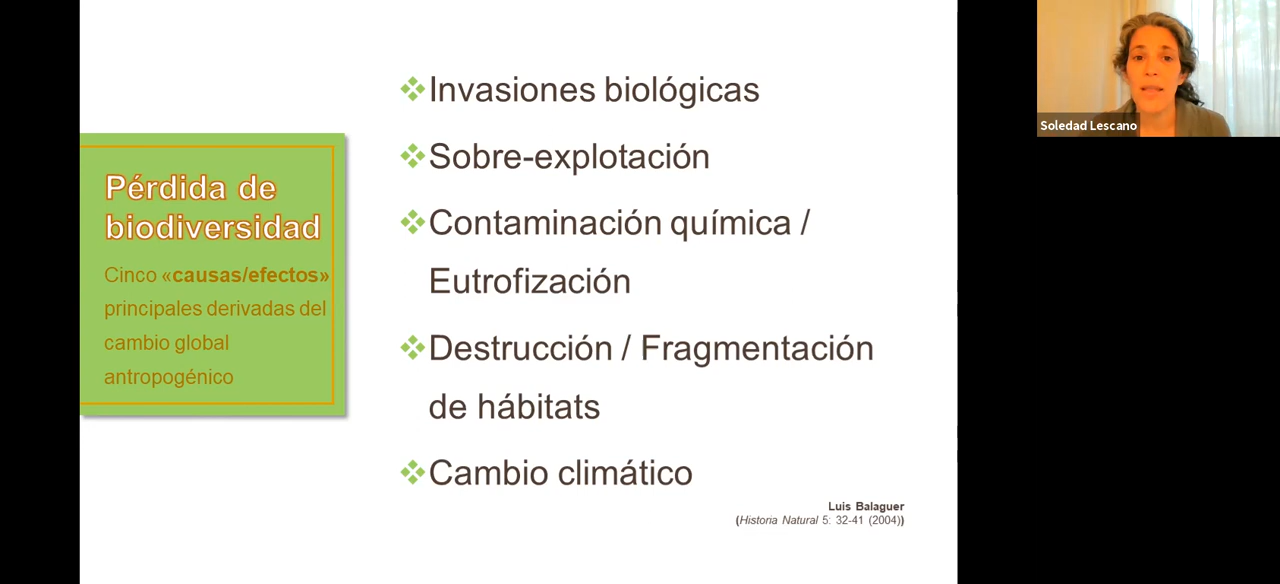 Pérdida de
biodiversidad
Cinco «causas/efectos»
principales derivadas del
cambio global
antropogénico
Invasiones biológicas
Sobre-explotación
Contaminación química /
Eutrofización
Destrucción / Fragmentación
de hábitats
Cambio climático
Luis Balaguer
(Historia Natural 5: 32-41 (2004))
Soledad Lescano